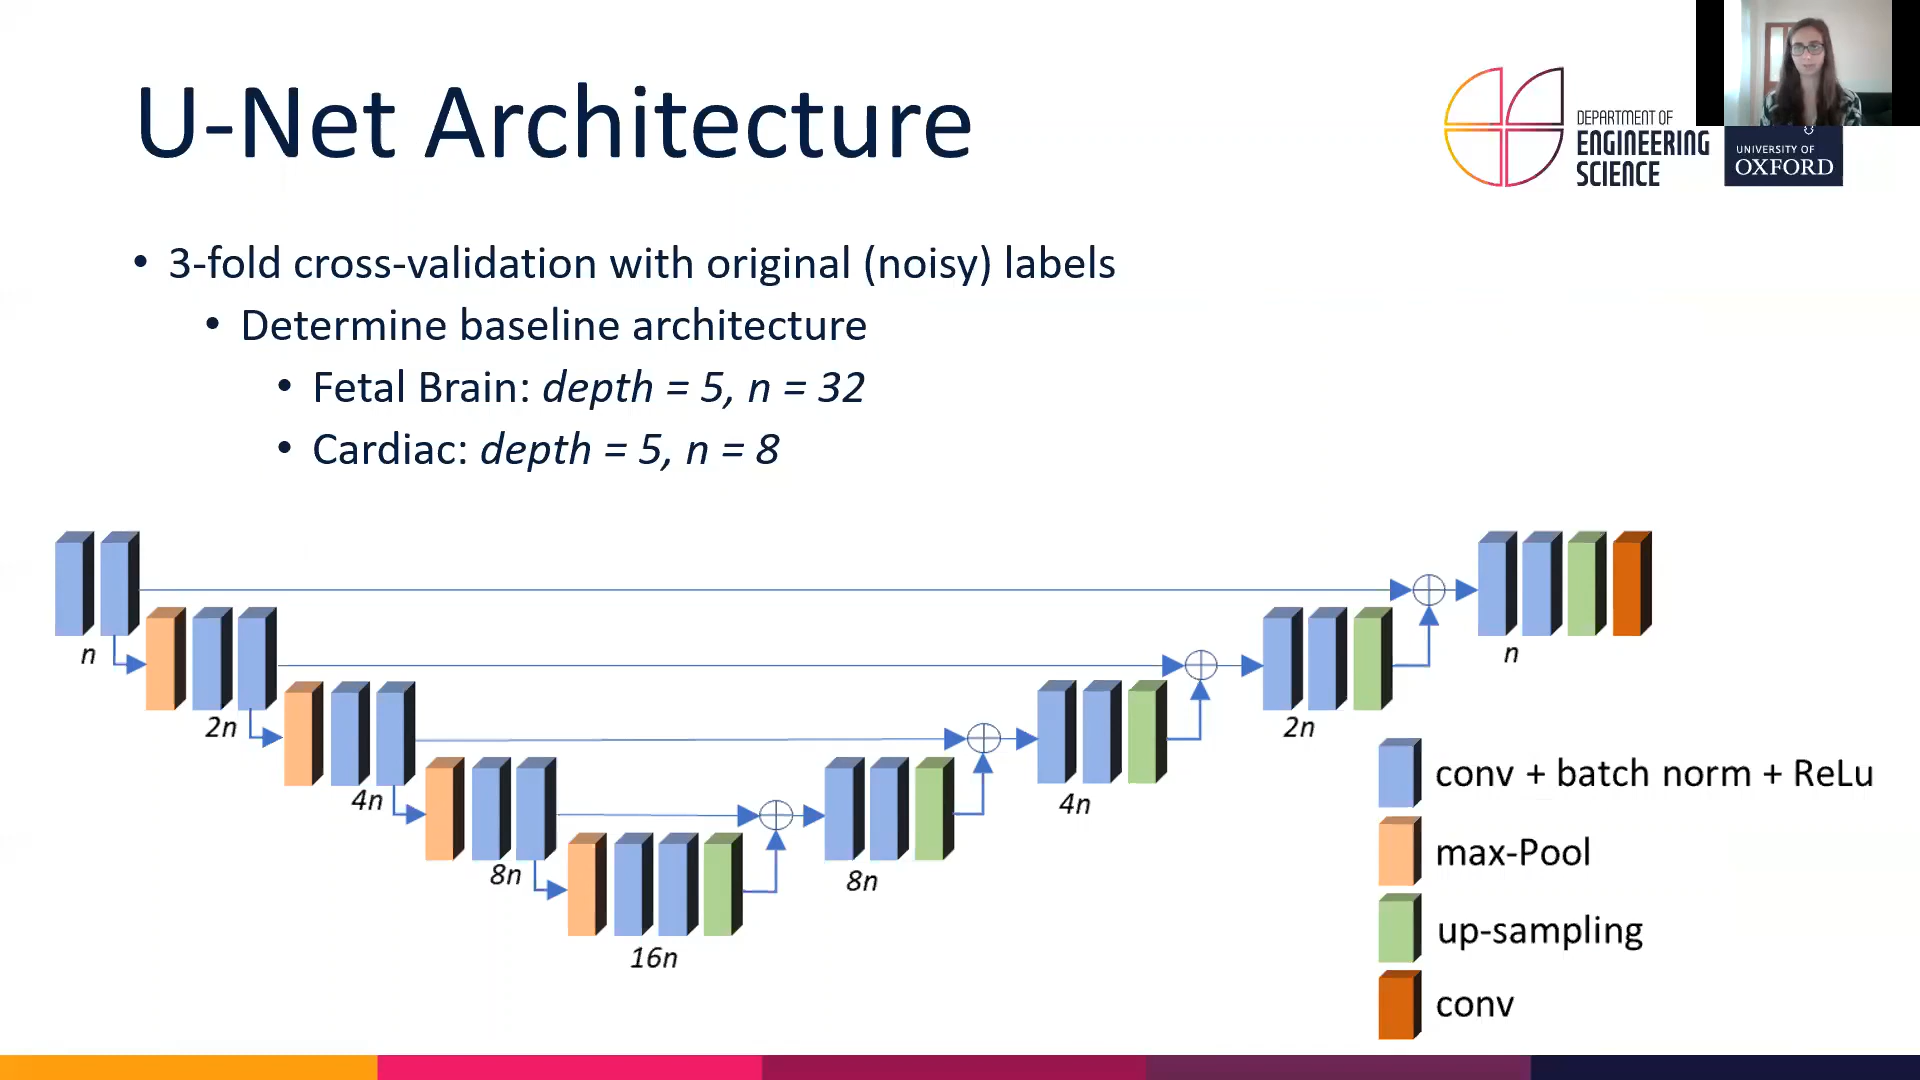 U-Net Architecture
DEPARTMENT OF
ENGINEERING
SCIENCE
UNIVERSITY OF
OXFORD
• 3-fold cross-validation with original (noisy) labels
• Determine baseline architecture
• Fetal Brain: depth = 5, n = 32
• Cardiac: depth = 5, n = 8
n
2n
4n
8n
16n
8n
4n
2n
n
conv + batch norm + ReLu
max-Pool
up-sampling
conv